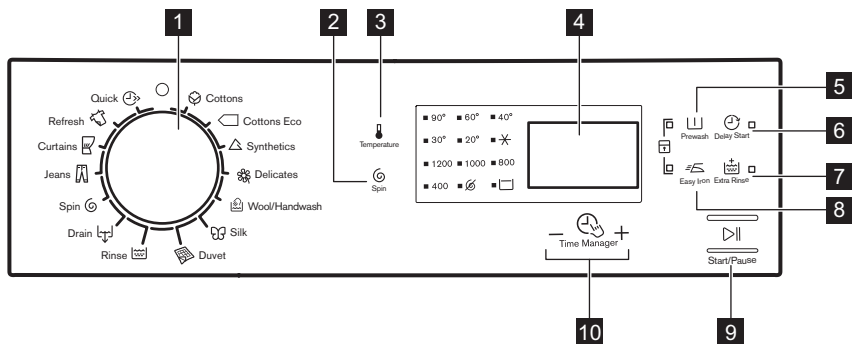 1
2
3
4
5
6
7
8
9
10
Quick
Cottons
Refresh
Cottons Eco
Curtains
Synthetics
Jeans
Delicates
Spin
Wool/Handwash
Drain
Silk
Rinse
Duvet
Temperature
Spin
90° 60° 40°
30° 20°
1200 1000 800
400
− Time Manager +
Prewash
Delay Start
Easy Iron
Extra Rinse
Start/Pause